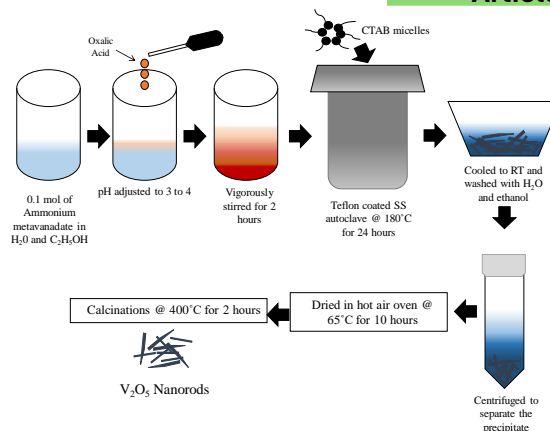 Oxalic
Acid
CTAB micelles
0.1 mol of
Ammonium
metavanadate in
H₂0 and C₂H₅OH
pH adjusted to 3 to 4
Vigorously
stirred for 2
hours
Teflon coated SS
autoclave @ 180˚C
for 24 hours
Cooled to RT and
washed with H₂O
and ethanol
Centrifuged to
separate the
precipitate
Dried in hot air oven @
65˚C for 10 hours
Calcinations @ 400˚C for 2 hours
V₂O₅ Nanorods